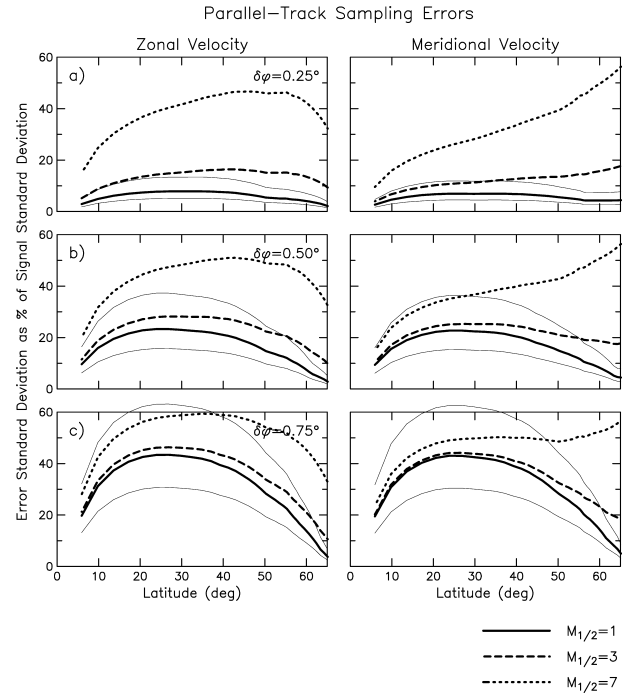 Parallel-Track Sampling Errors
Zonal Velocity
Meridional Velocity
Error Standard Deviation as % of Signal Standard Deviation
60
a)
δφ=0.25°
40
20
0
60
b)
δφ=0.50°
40
20
0
60
c)
δφ=0.75°
40
20
0
0 10 20 30 40 50 60
0 10 20 30 40 50 60
Latitude (deg)
Latitude (deg)
M1/2=1
M1/2=3
M1/2=7